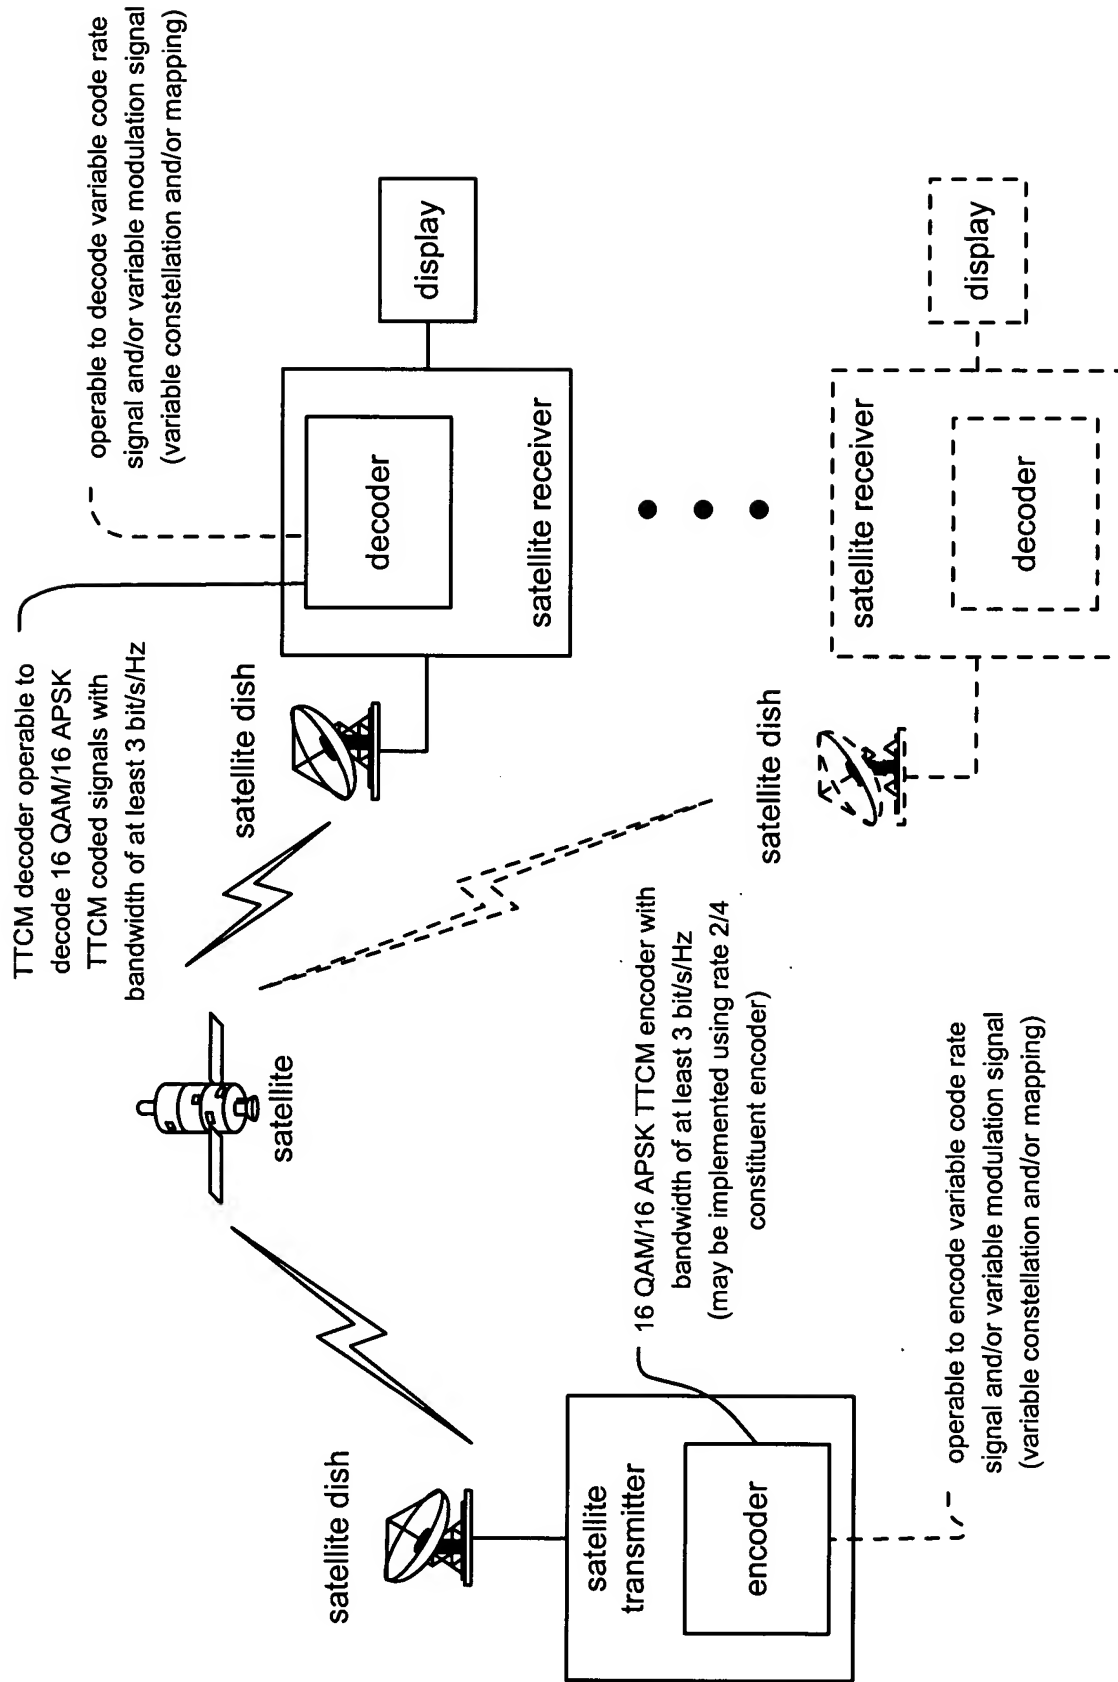 TTCM decoder operable to
decode 16 QAM/16 APSK
TTCM coded signals with
bandwidth of at least 3 bit/s/Hz
operable to decode variable code rate
signal and/or variable modulation signal
(variable constellation and/or mapping)
satellite
satellite dish
decoder
satellite receiver
display
satellite dish
satellite
transmitter
encoder
16 QAM/16 APSK TTCM encoder with
bandwidth of at least 3 bit/s/Hz
(may be implemented using rate 2/4
constituent encoder)
operable to encode variable code rate
signal and/or variable modulation signal
(variable constellation and/or mapping)
satellite dish
satellite receiver
decoder
display